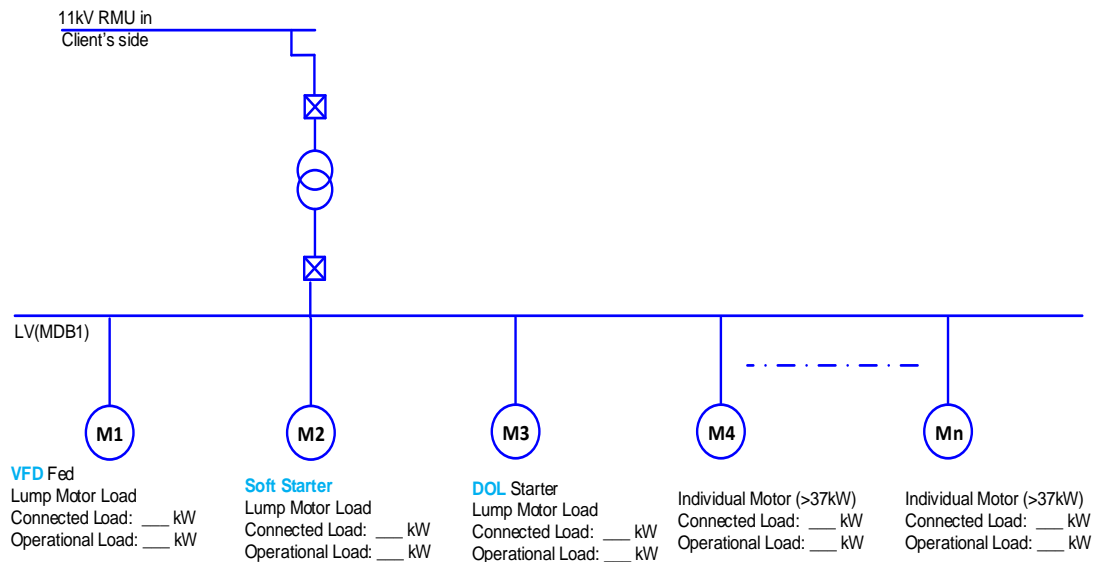 11kV RMU in
Client's side
LV(MDB1)
M1
M2
M3
M4
Mn
VFD Fed
Lump Motor Load
Connected Load: ___ kW
Operational Load: ___ kW
Soft Starter
Lump Motor Load
Connected Load: ___ kW
Operational Load: ___ kW
DOL Starter
Lump Motor Load
Connected Load: ___ kW
Operational Load: ___ kW
Individual Motor (>37kW)
Connected Load: ___ kW
Operational Load: ___ kW
Individual Motor (>37kW)
Connected Load: ___ kW
Operational Load: ___ kW